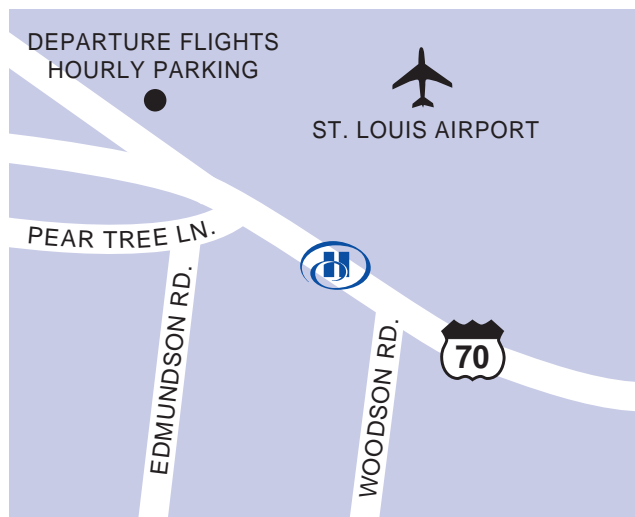 DEPARTURE FLIGHTS
HOURLY PARKING
ST. LOUIS AIRPORT
PEAR TREE LN.
H
EDMUNDSON RD.
WOODSON RD.
70